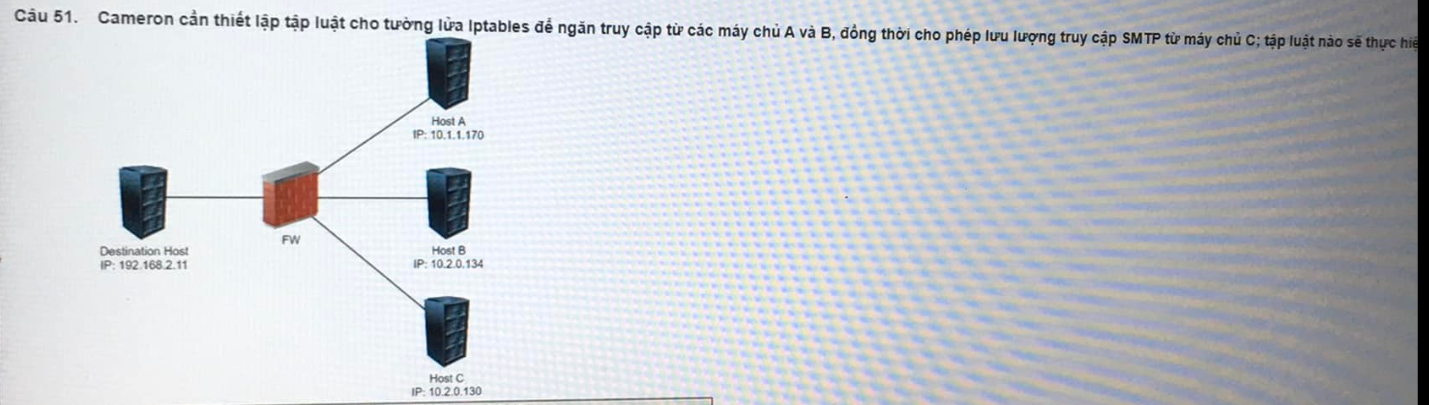 Câu 51. Cameron cần thiết lập tập luật cho tường lửa Iptables để ngăn truy cập từ các máy chủ A và B, đồng thời cho phép lưu lượng truy cập SMTP từ máy chủ C; tập luật nào sẽ thực
Host A
IP: 10.1.1.170
Destination Host
IP: 192.168.2.11
FW
Host B
IP: 10.2.0.134
Host C
IP: 10.2.0.130